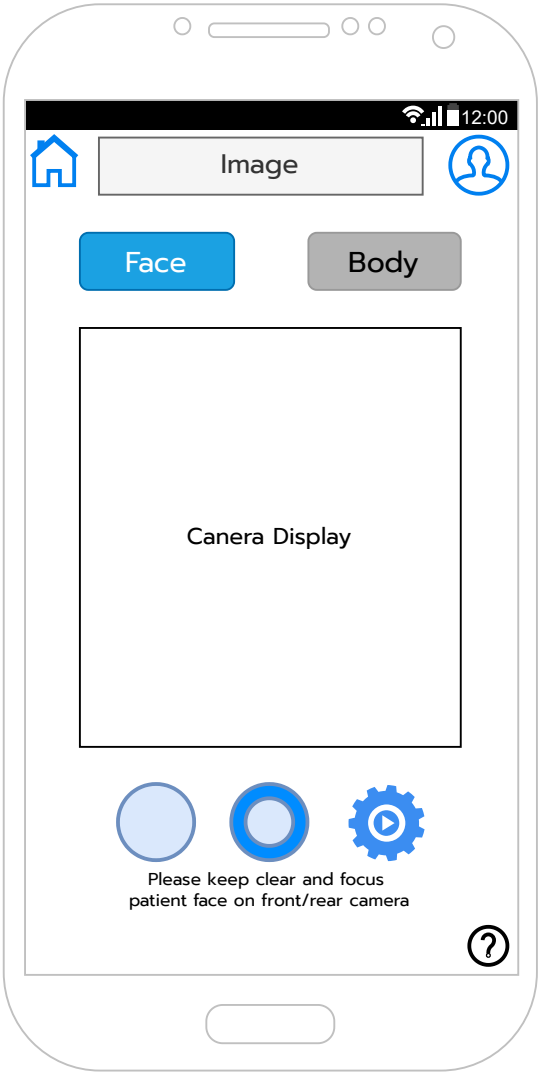 12:00
Image
Face
Body
Canera Display
Please keep clear and focus
patient face on front/rear camera
?